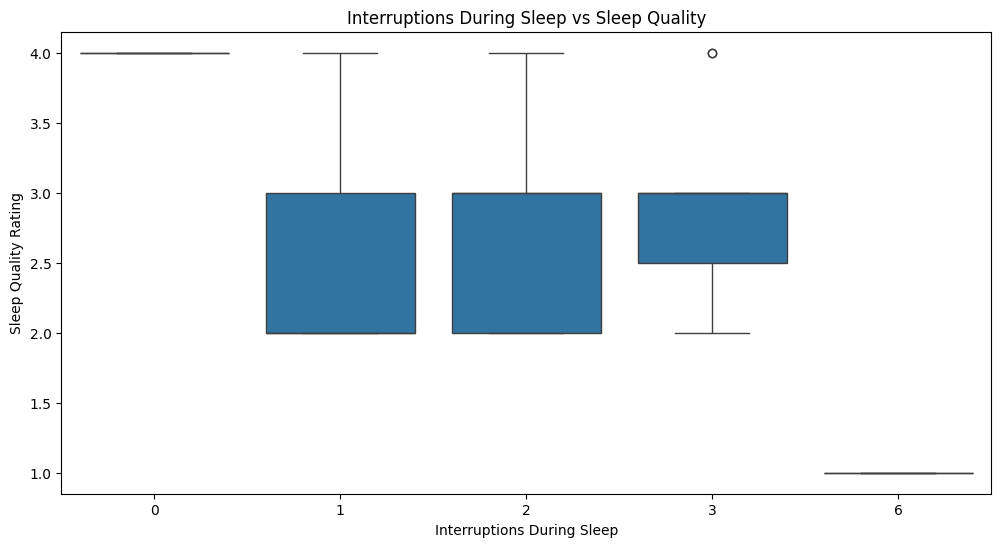 Interruptions During Sleep vs Sleep Quality
Sleep Quality Rating
4.0
3.5
3.0
2.5
2.0
1.5
1.0
0 1 2 3 6
Interruptions During Sleep